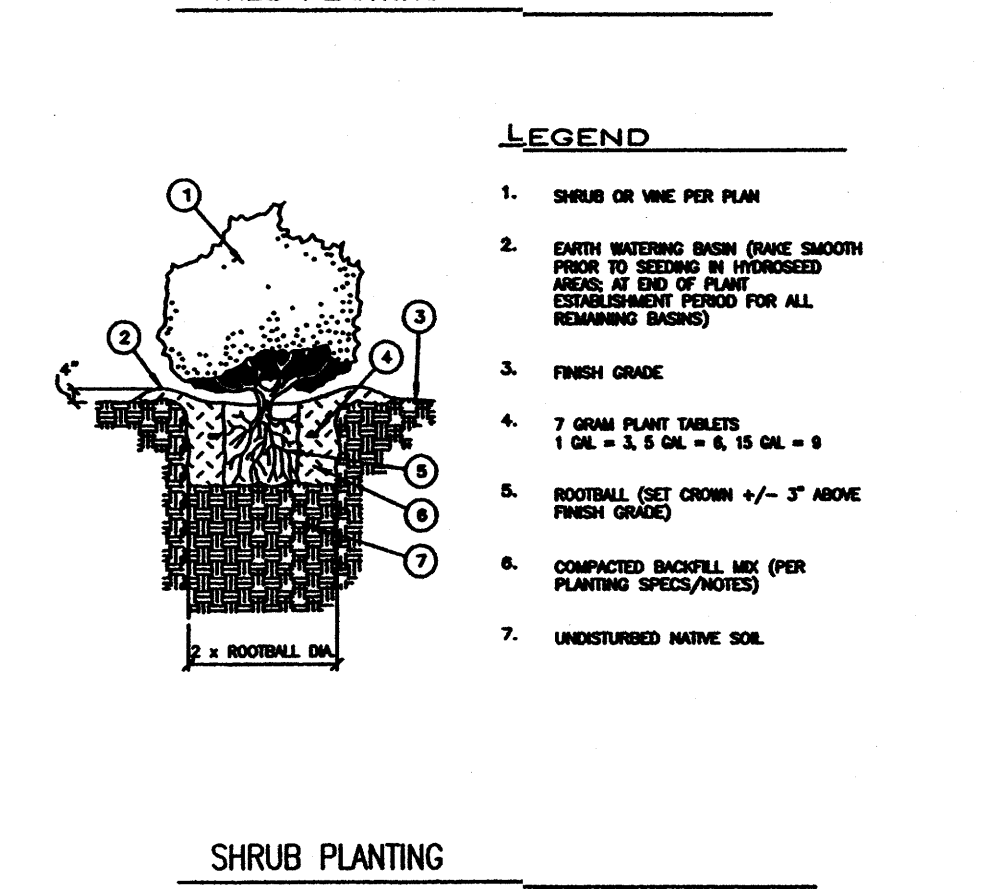 LEGEND
1. SHRUB OR VINE PER PLAN
2. EARTH WATERING BASIN (RAKE SMOOTH
PRIOR TO SEEDING IN HYDROSEED
AREAS; AT END OF PLANT
ESTABLISHMENT PERIOD FOR ALL
REMAINING BASINS)
3. FINISH GRADE
4. 7 GRAM PLANT TABLETS
1 GAL = 3, 5 GAL = 6, 15 GAL = 9
5. ROOTBALL (SET CROWN +/- 3" ABOVE
FINISH GRADE)
6. COMPACTED BACKFILL MIX (PER
PLANTING SPECS/NOTES)
7. UNDISTURBED NATIVE SOIL
1
2
3
4
4"
5
6
7
2 x ROOTBALL DIA.
SHRUB PLANTING